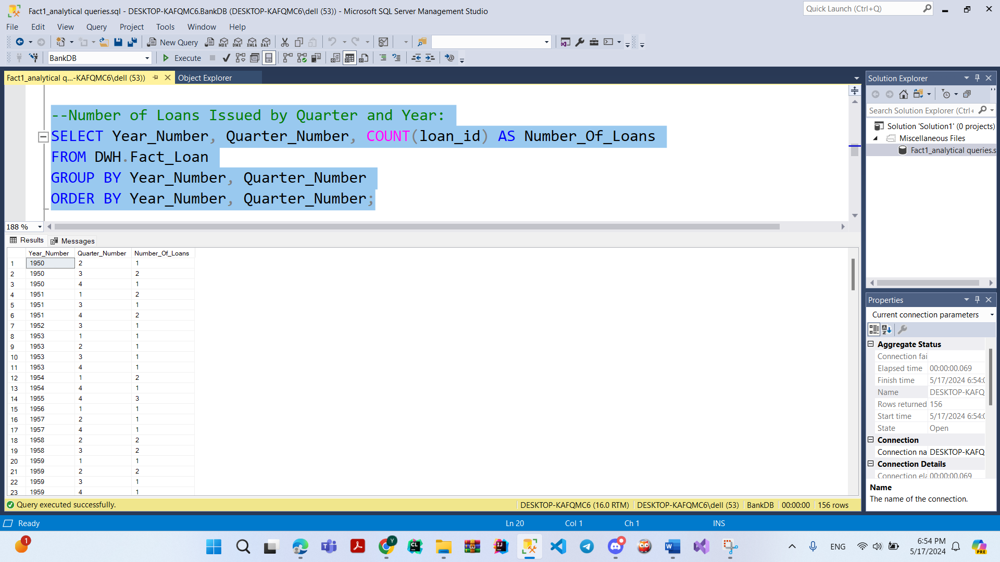 Fact1_analytical queries.sql - DESKTOP-KAFQMC6.BankDB (DESKTOP-KAFQMC6\dell (53)) - Microsoft SQL Server Management Studio
Quick Launch (Ctrl+Q)
File Edit View Query Project Tools Window Help
New Query MDX DMX XMLA DAX
BankDB Execute
Fact1_analytical q...-KAFQMC6\dell (53)) Object Explorer
--Number of Loans Issued by Quarter and Year:
SELECT Year_Number, Quarter_Number, COUNT(loan_id) AS Number_Of_Loans
FROM DWH.Fact_Loan
GROUP BY Year_Number, Quarter_Number
ORDER BY Year_Number, Quarter_Number;
188 %
Results Messages
Year_Number Quarter_Number Number_Of_Loans
1 1950 2 1
2 1950 3 2
3 1950 4 1
4 1951 1 2
5 1951 3 1
6 1951 4 2
7 1952 3 1
8 1953 1 1
9 1953 2 1
10 1953 3 1
11 1953 4 1
12 1954 1 2
13 1954 4 1
14 1955 4 3
15 1956 1 1
16 1957 2 1
17 1957 4 1
18 1958 2 2
19 1958 3 2
20 1959 1 1
21 1959 2 2
22 1959 3 1
23 1959 4 1
Query executed successfully. DESKTOP-KAFQMC6 (16.0 RTM) DESKTOP-KAFQMC6\dell (53) BankDB 00:00:00 156 rows
Solution Explorer
Search Solution Explorer (Ctrl+
Solution 'Solution1' (0 projects)
Miscellaneous Files
Fact1_analytical queries.s
Properties
Current connection parameters
Aggregate Status
Connection fai
Elapsed time 00:00:00.069
Finish time 5/17/2024 6:54:0
Name DESKTOP-KAFQ
Rows returned 156
Start time 5/17/2024 6:54:0
State Open
Connection
Connection na DESKTOP-KAFQ
Connection Details
Connection ela 00:00:00.069
Name
The name of the connection.
Ready Ln 20 Col 1 Ch 1 INS
1
Y
CL
IJ
W
ENG
6:54 PM
5/17/2024
PRE